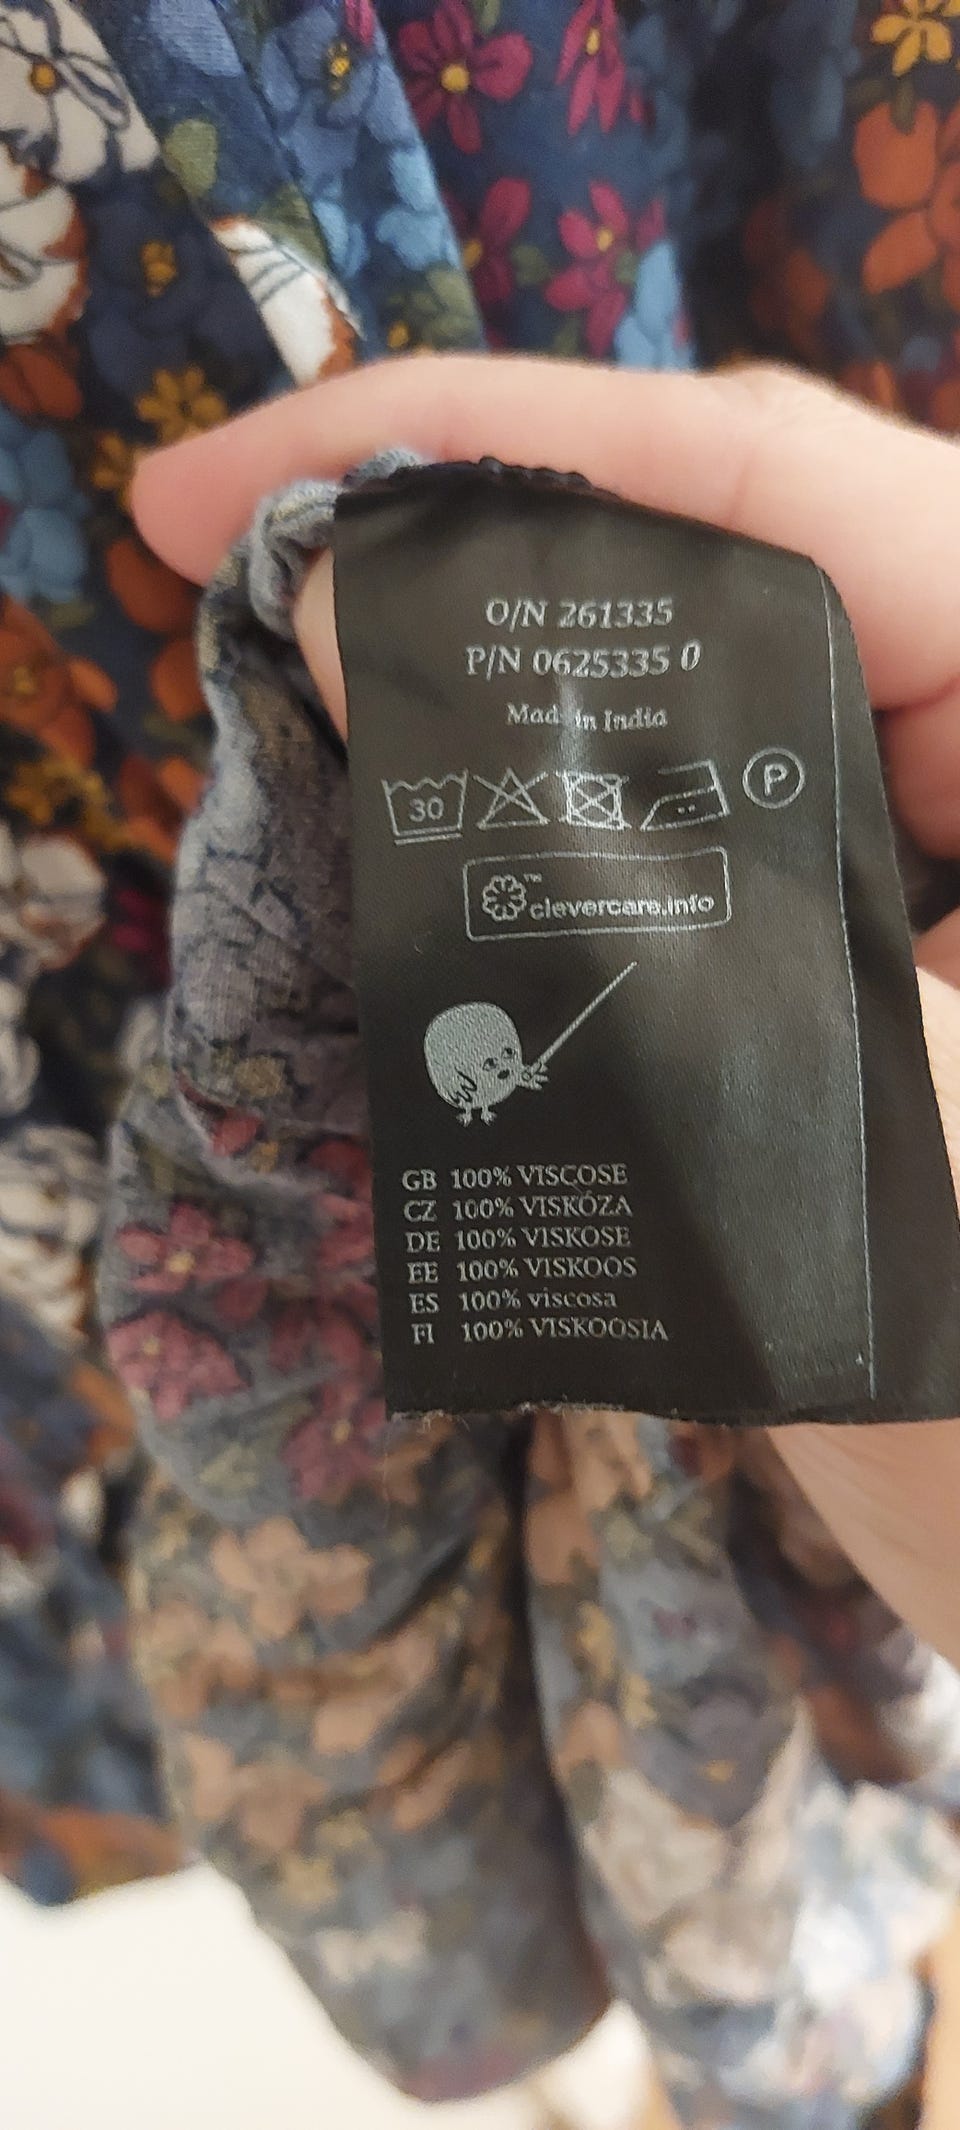 O/N 261335
P/N 0625335 0
Made in India
30 P
™
clevercare.info
GB 100% VISCOSE
CZ 100% VISKÓZA
DE 100% VISKOSE
EE 100% VISKOOS
ES 100% viscosa
FI 100% VISKOOSIA